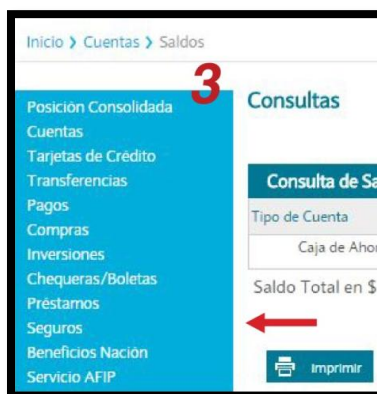 Inicio > Cuentas > Saldos
3
Posición Consolidada
Cuentas
Tarjetas de Crédito
Transferencias
Pagos
Compras
Inversiones
Chequeras/Boletas
Préstamos
Seguros
Beneficios Nación
Servicio AFIP
Consultas
Consulta de Sa
Tipo de Cuenta
Caja de Aho
Saldo Total en $
Imprimir